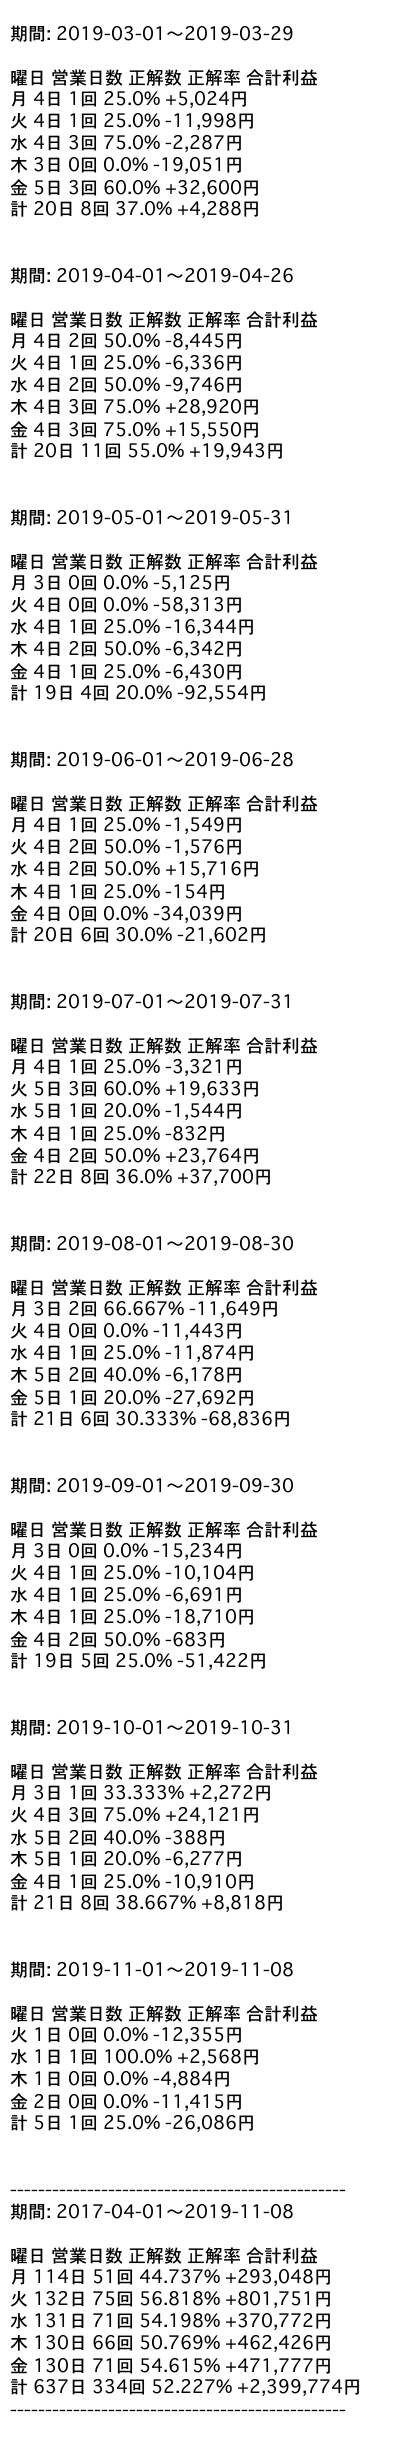 期間: 2019-03-01〜2019-03-29
曜日 営業日数 正解数 正解率 合計利益
月 4日 1回 25.0% +5,024円
火 4日 1回 25.0% -11,998円
水 4日 3回 75.0% -2,287円
木 3日 0回 0.0% -19,051円
金 5日 3回 60.0% +32,600円
計 20日 8回 37.0% +4,288円
期間: 2019-04-01〜2019-04-26
曜日 営業日数 正解数 正解率 合計利益
月 4日 2回 50.0% -8,445円
火 4日 1回 25.0% -6,336円
水 4日 2回 50.0% -9,746円
木 4日 3回 75.0% +28,920円
金 4日 3回 75.0% +15,550円
計 20日 11回 55.0% +19,943円
期間: 2019-05-01〜2019-05-31
曜日 営業日数 正解数 正解率 合計利益
月 3日 0回 0.0% -5,125円
火 4日 0回 0.0% -58,313円
水 4日 1回 25.0% -16,344円
木 4日 2回 50.0% -6,342円
金 4日 1回 25.0% -6,430円
計 19日 4回 20.0% -92,554円
期間: 2019-06-01〜2019-06-28
曜日 営業日数 正解数 正解率 合計利益
月 4日 1回 25.0% -1,549円
火 4日 2回 50.0% -1,576円
水 4日 2回 50.0% +15,716円
木 4日 1回 25.0% -154円
金 4日 0回 0.0% -34,039円
計 20日 6回 30.0% -21,602円
期間: 2019-07-01〜2019-07-31
曜日 営業日数 正解数 正解率 合計利益
月 4日 1回 25.0% -3,321円
火 5日 3回 60.0% +19,633円
水 5日 1回 20.0% -1,544円
木 4日 1回 25.0% -832円
金 4日 2回 50.0% +23,764円
計 22日 8回 36.0% +37,700円
期間: 2019-08-01〜2019-08-30
曜日 営業日数 正解数 正解率 合計利益
月 3日 2回 66.667% -11,649円
火 4日 0回 0.0% -11,443円
水 4日 1回 25.0% -11,874円
木 5日 2回 40.0% -6,178円
金 5日 1回 20.0% -27,692円
計 21日 6回 30.333% -68,836円
期間: 2019-09-01〜2019-09-30
曜日 営業日数 正解数 正解率 合計利益
月 3日 0回 0.0% -15,234円
火 4日 1回 25.0% -10,104円
水 4日 1回 25.0% -6,691円
木 4日 1回 25.0% -18,710円
金 4日 2回 50.0% -683円
計 19日 5回 25.0% -51,422円
期間: 2019-10-01〜2019-10-31
曜日 営業日数 正解数 正解率 合計利益
月 3日 1回 33.333% +2,272円
火 4日 3回 75.0% +24,121円
水 5日 2回 40.0% -388円
木 5日 1回 20.0% -6,277円
金 4日 1回 25.0% -10,910円
計 21日 8回 38.667% +8,818円
期間: 2019-11-01〜2019-11-08
曜日 営業日数 正解数 正解率 合計利益
火 1日 0回 0.0% -12,355円
水 1日 1回 100.0% +2,568円
木 1日 0回 0.0% -4,884円
金 2日 0回 0.0% -11,415円
計 5日 1回 25.0% -26,086円
------------------------------------------------
期間: 2017-04-01〜2019-11-08
曜日 営業日数 正解数 正解率 合計利益
月 114日 51回 44.737% +293,048円
火 132日 75回 56.818% +801,751円
水 131日 71回 54.198% +370,772円
木 130日 66回 50.769% +462,426円
金 130日 71回 54.615% +471,777円
計 637日 334回 52.227% +2,399,774円
------------------------------------------------